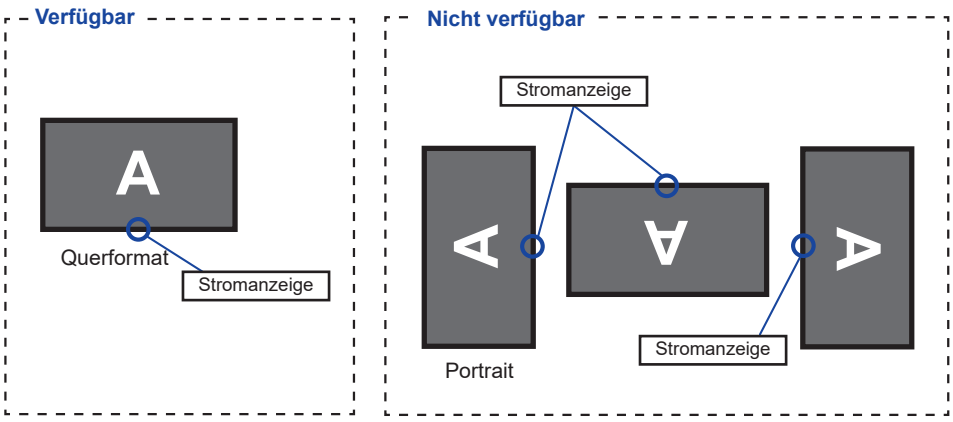 Verfügbar
A
Querformat
Stromanzeige
Nicht verfügbar
Stromanzeige
A
A
A
Stromanzeige
Portrait